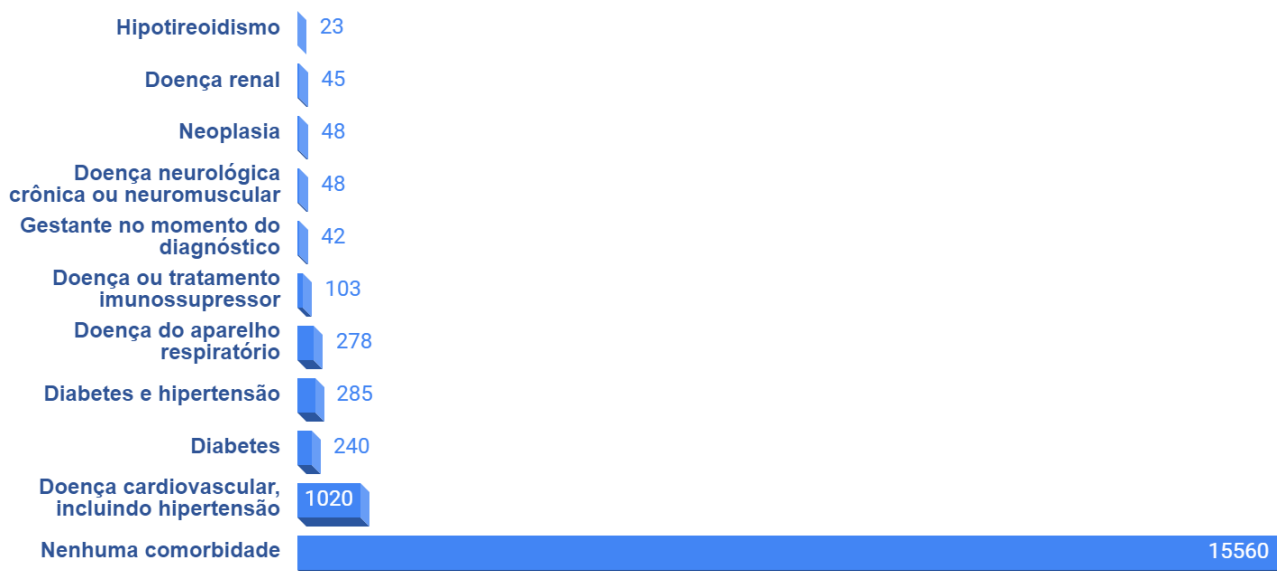 Hipotireoidismo 23
Doença renal 45
Neoplasia 48
Doença neurológica
crônica ou neuromuscular 48
Gestante no momento do
diagnóstico 42
Doença ou tratamento
imunossupressor 103
Doença do aparelho
respiratório 278
Diabetes e hipertensão 285
Diabetes 240
Doença cardiovascular,
incluindo hipertensão 1020
Nenhuma comorbidade 15560